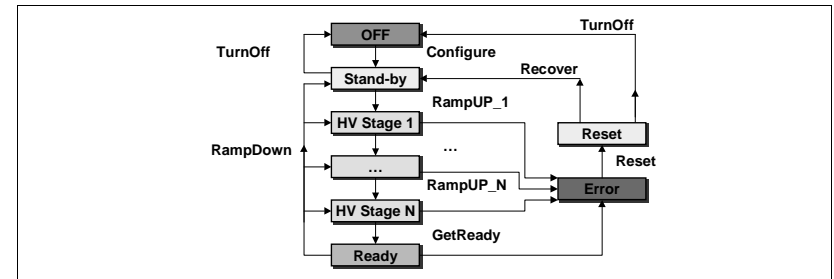 OFF
TurnOff
TurnOff
Configure
Recover
Stand-by
RampUP_1
HV Stage 1
Reset
RampDown
...
Reset
...
RampUP_N
Error
HV Stage N
GetReady
Ready